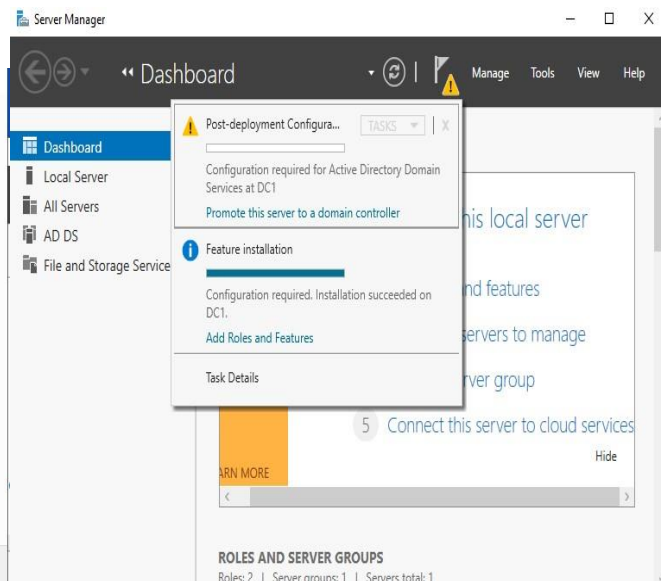 Server Manager
Dashboard
Manage Tools View Help
Dashboard
Local Server
All Servers
AD DS
File and Storage Service
Post-deployment Configura... TASKS X
Configuration required for Active Directory Domain
Services at DC1
Promote this server to a domain controller
Feature installation
Configuration required. Installation succeeded on
DC1.
Add Roles and Features
Task Details
his local server
nd features
servers to manage
rver group
5 Connect this server to cloud services
Hide
ARN MORE
ROLES AND SERVER GROUPS
Roles: 2 | Server groups: 1 | Servers total: 1